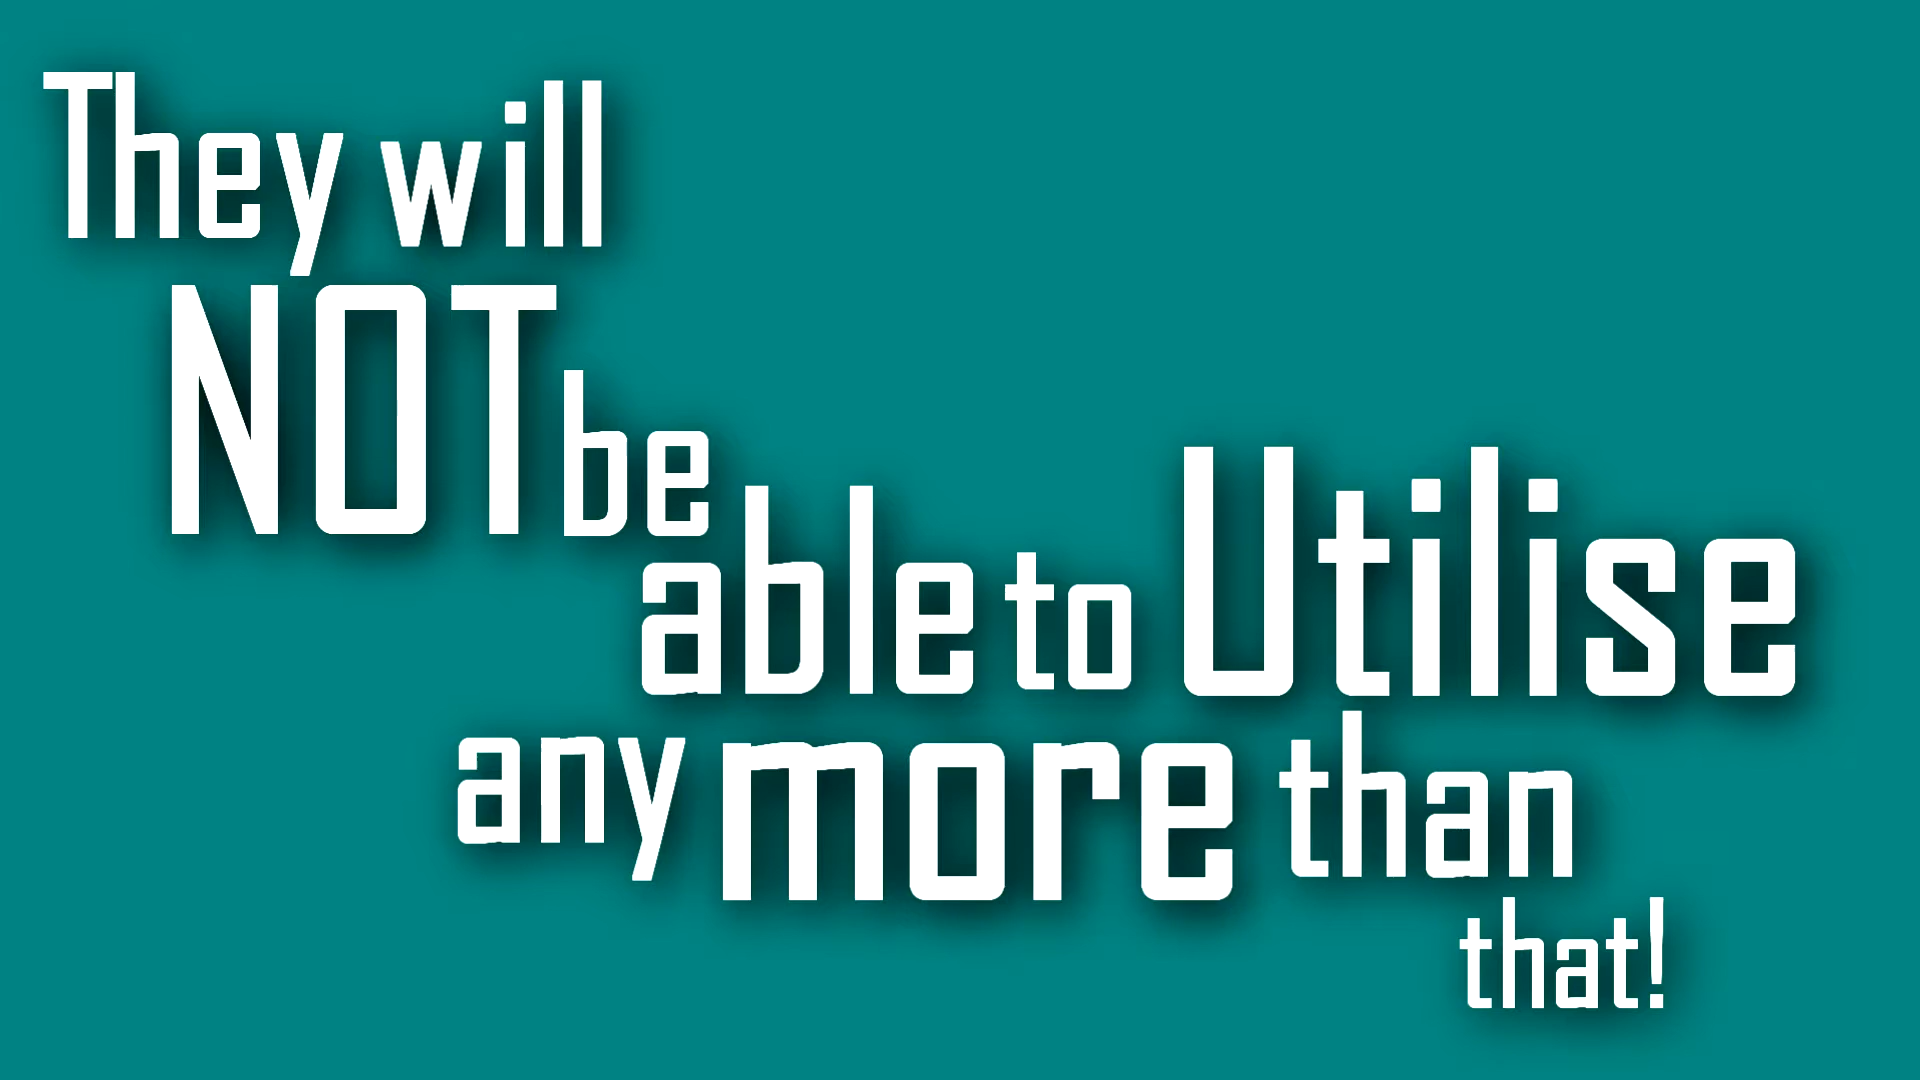 They will
NOT be
able to Utilise
any more than
that!